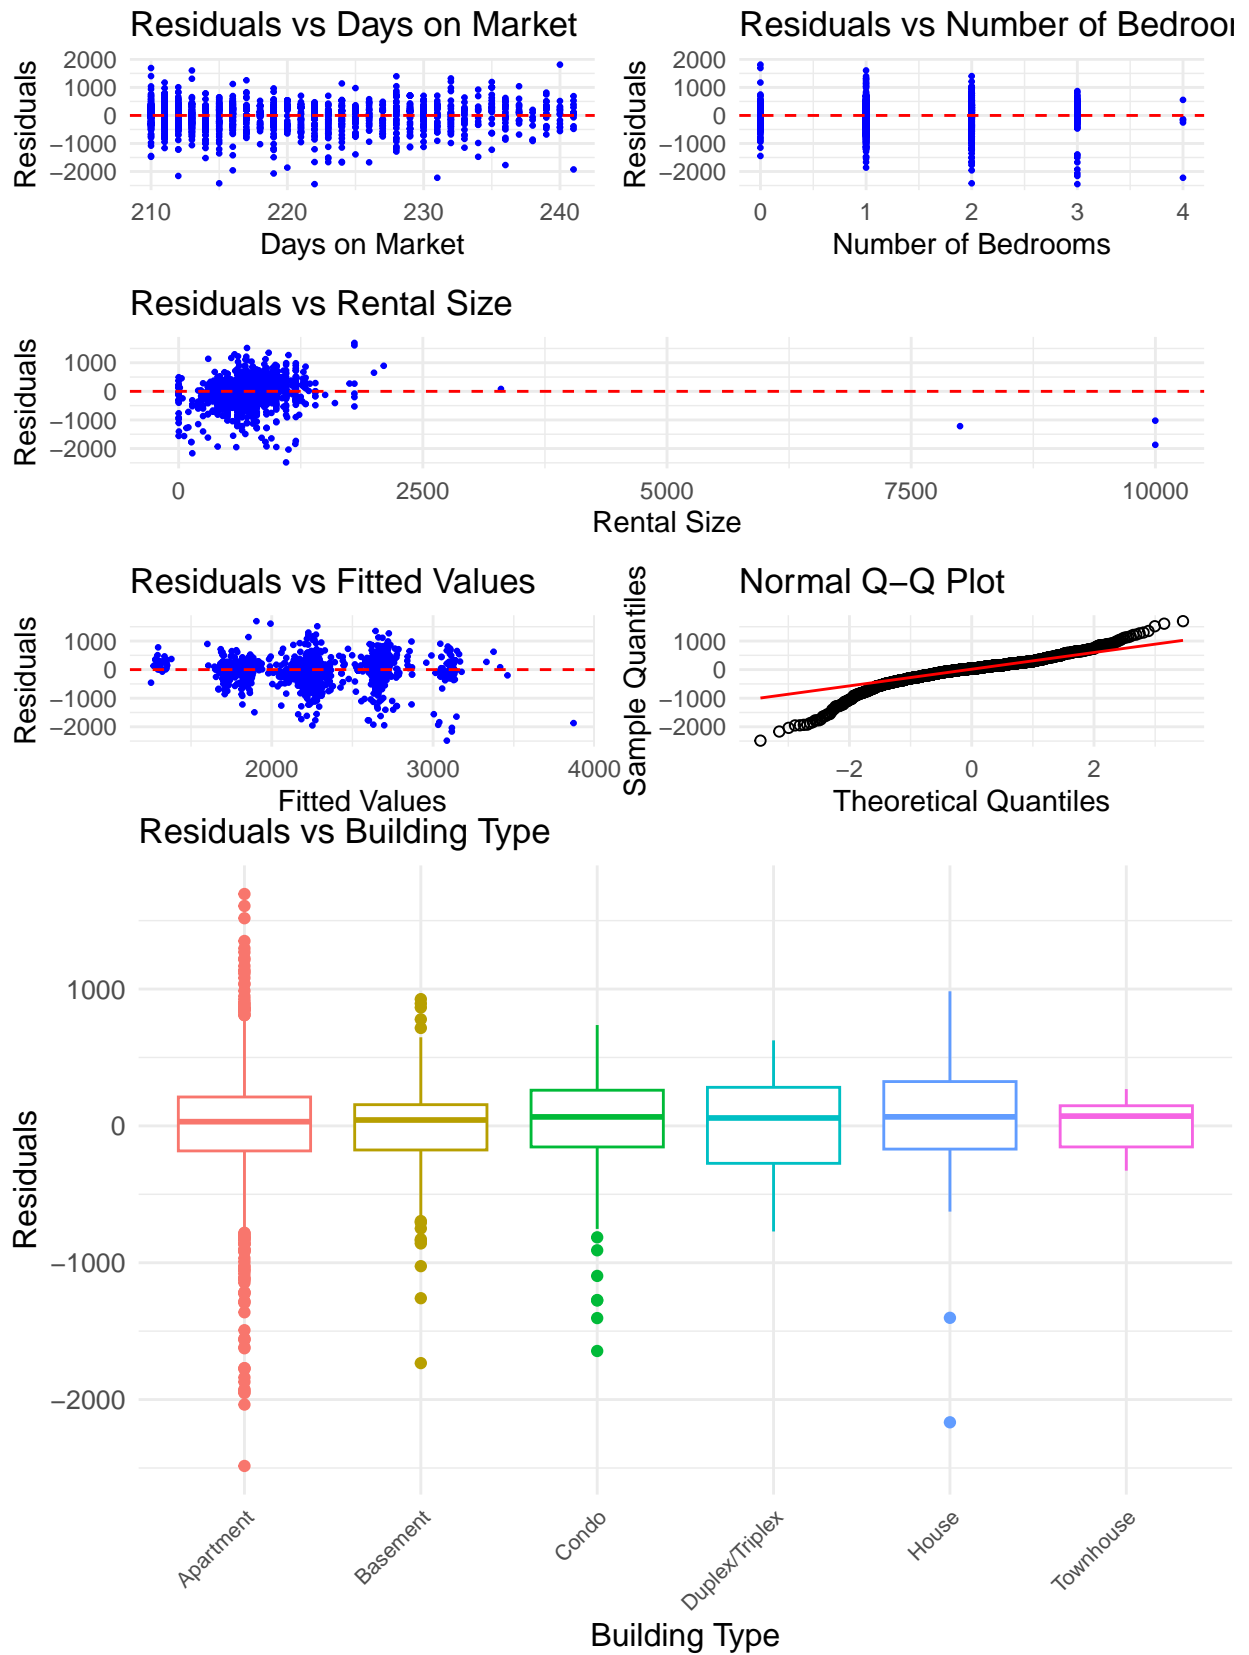 Residuals vs Days on Market
Residuals
2000
1000
0
−1000
−2000
210 220 230 240
Days on Market
Residuals vs Number of Bedroo
Residuals
2000
1000
0
−1000
−2000
0 1 2 3 4
Number of Bedrooms
Residuals vs Rental Size
Residuals
1000
0
−1000
−2000
0 2500 5000 7500 10000
Rental Size
Residuals vs Fitted Values
Residuals
1000
0
−1000
−2000
2000 3000 4000
Fitted Values
Normal Q−Q Plot
Sample Quantiles
1000
0
−1000
−2000
−2 0 2
Theoretical Quantiles
Residuals vs Building Type
Residuals
1000
0
−1000
−2000
Apartment
Basement
Condo
Duplex/Triplex
House
Townhouse
Building Type